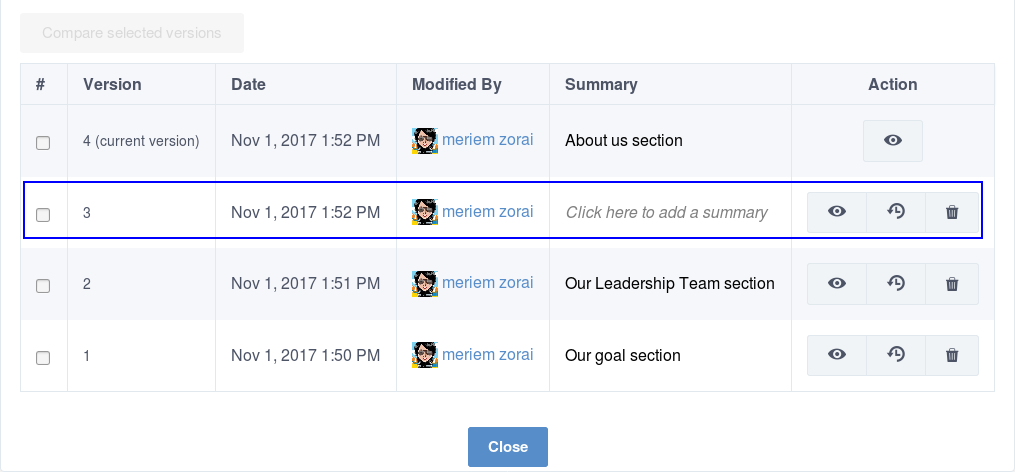 Compare selected versions
# Version Date Modified By Summary Action
4 (current version) Nov 1, 2017 1:52 PM meriem zorai About us section
3 Nov 1, 2017 1:52 PM meriem zorai Click here to add a summary
2 Nov 1, 2017 1:51 PM meriem zorai Our Leadership Team section
1 Nov 1, 2017 1:50 PM meriem zorai Our goal section
Close